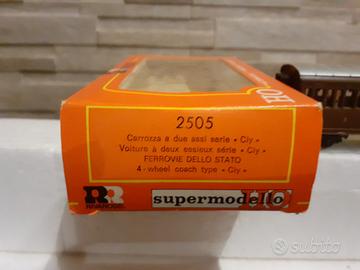 2505
Carrozza a due assi serie « Ciy »
Voiture à deux essieux série « Ciy »
FERROVIE DELLO STATO
4 - wheel coach type « Ciy »
RR
RIVAROSSI
supermodello
HO
subito